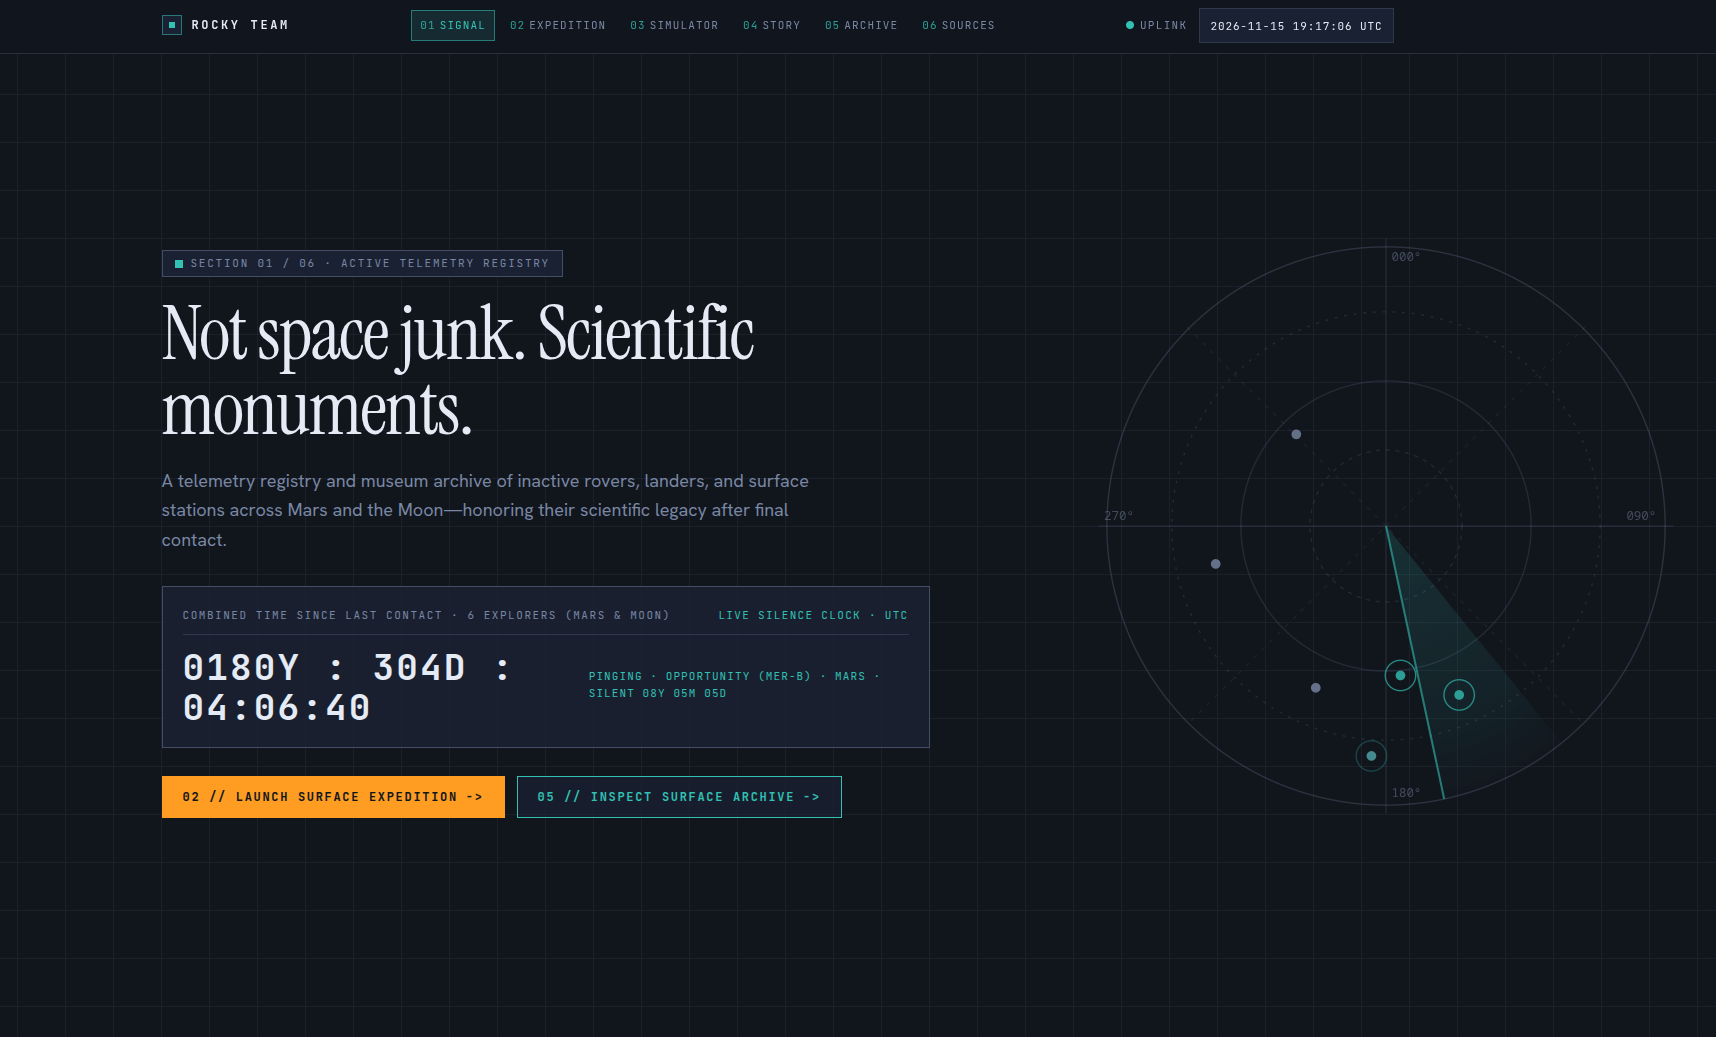 ROCKY TEAM
01 SIGNAL
02 EXPEDITION
03 SIMULATOR
04 STORY
05 ARCHIVE
06 SOURCES
UPLINK
2026-11-15 19:17:06 UTC
SECTION 01 / 06 · ACTIVE TELEMETRY REGISTRY
Not space junk. Scientific
monuments.
A telemetry registry and museum archive of inactive rovers, landers, and surface
stations across Mars and the Moon—honoring their scientific legacy after final
contact.
COMBINED TIME SINCE LAST CONTACT · 6 EXPLORERS (MARS & MOON)
LIVE SILENCE CLOCK · UTC
0180Y : 304D :
04:06:40
PINGING · OPPORTUNITY (MER-B) · MARS ·
SILENT 08Y 05M 05D
02 // LAUNCH SURFACE EXPEDITION ->
05 // INSPECT SURFACE ARCHIVE ->
000°
270°
090°
180°